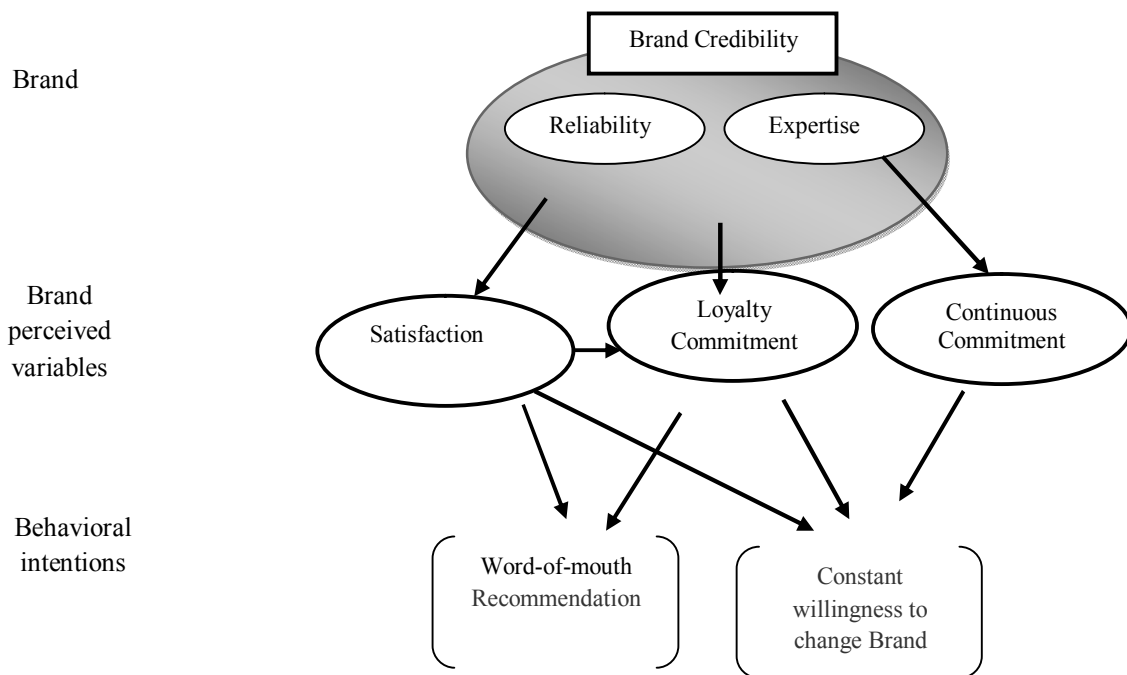 Brand Credibility
Brand
Reliability
Expertise
Brand
perceived
variables
Satisfaction
Loyalty
Commitment
Continuous
Commitment
Behavioral
intentions
Word-of-mouth
Recommendation
Constant
willingness to
change Brand